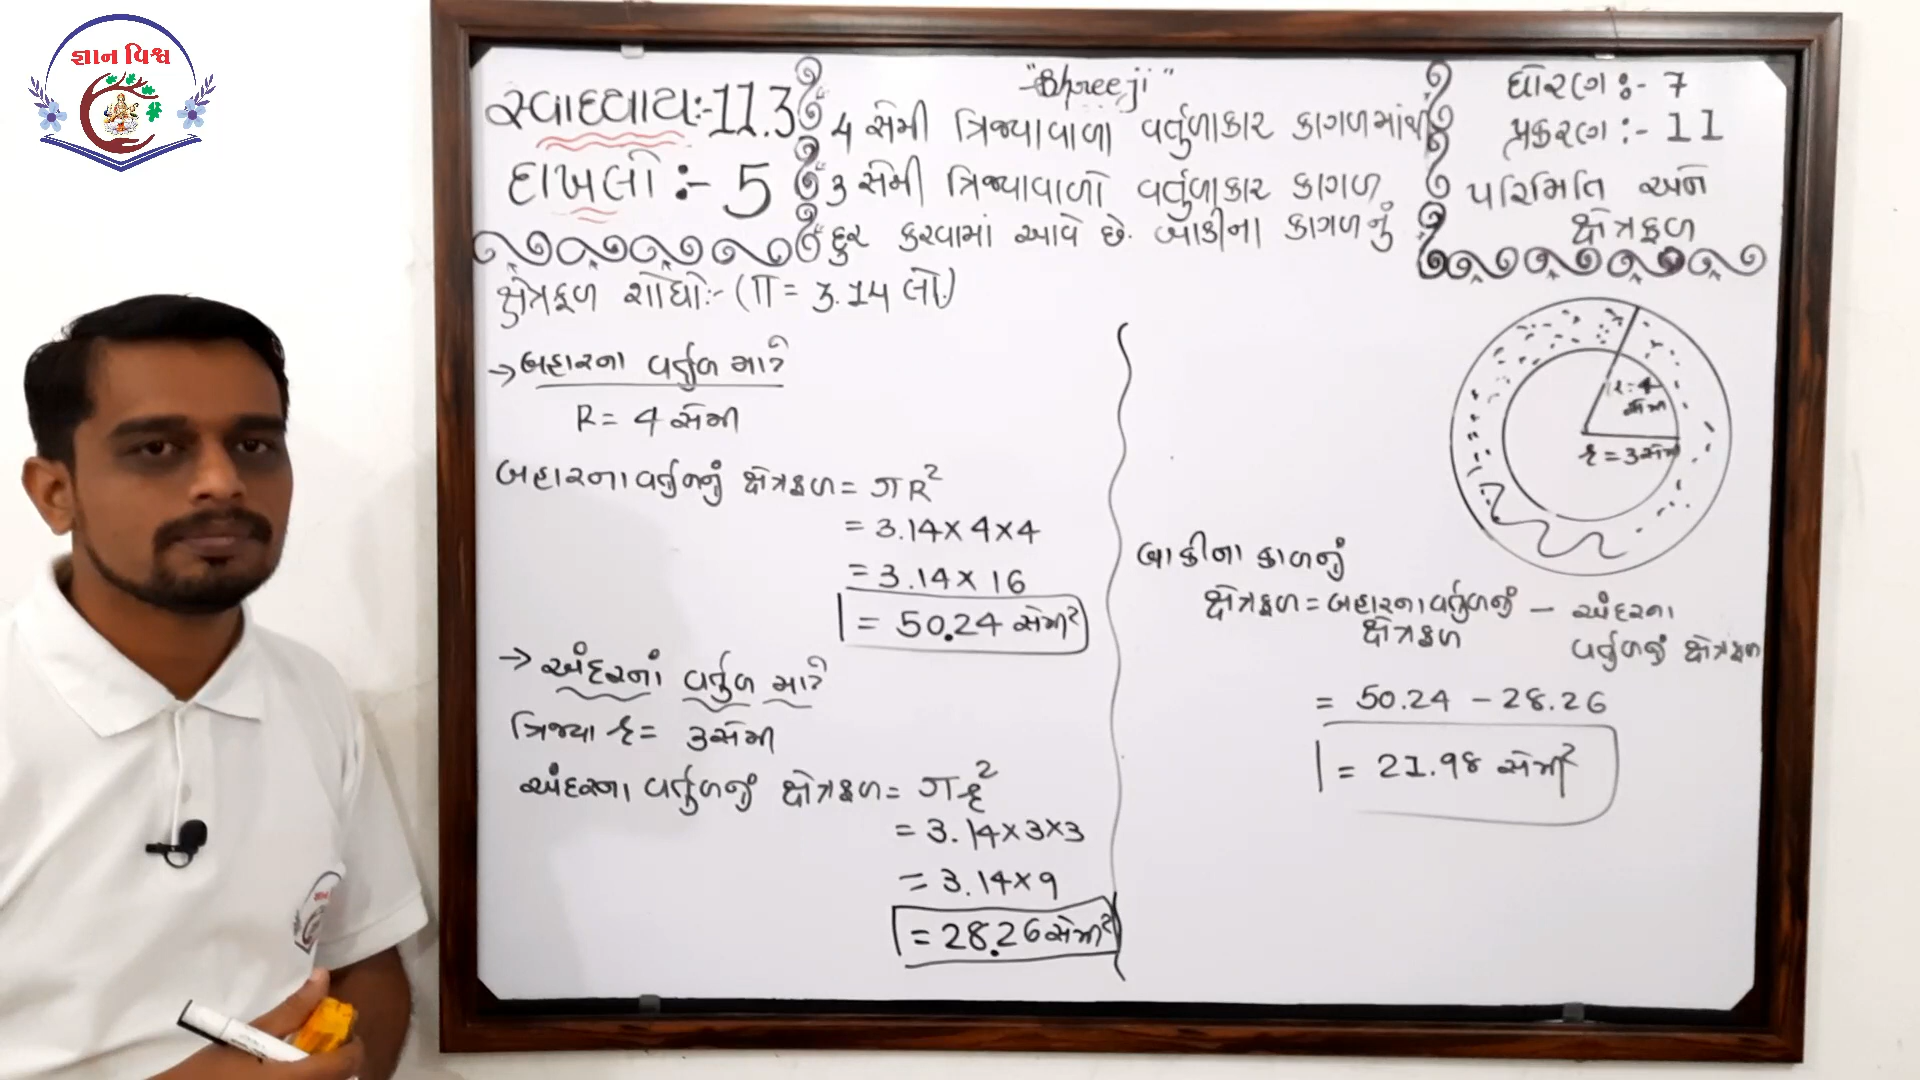 જ્ઞાન વિશ્વ
"Shreeji"
સ્વાધ્યાય:-11.3
દાખલો :- 5
4 સેમી ત્રિજ્યાવાળા વર્તુળાકાર કાગળમાંથી
3 સેમી ત્રિજ્યાવાળો વર્તુળાકાર કાગળ
દુર કરવામાં આવે છે. બાકીના કાગળનું
ક્ષેત્રફળ શોધો:- (π = 3.14 લો.)
ધોરણ :- 7
પ્રકરણ :- 11
પરિમિતિ અને
ક્ષેત્રફળ
→ બહારના વર્તુળ માટે
R = 4 સેમી
બહારના વર્તુળનું ક્ષેત્રફળ = πR²
= 3.14 × 4 × 4
= 3.14 × 16
= 50.24 સેમી²
→ અંદરનાં વર્તુળ માટે
ત્રિજ્યા r = 3 સેમી
અંદરના વર્તુળનું ક્ષેત્રફળ = πr²
= 3.14 × 3 × 3
= 3.14 × 9
= 28.26 સેમી²
R = 4
સેમી
r = 3 સેમી
બાકીના કાળનું
ક્ષેત્રફળ = બહારના વર્તુળનું – અંદરના
ક્ષેત્રફળ વર્તુળનું ક્ષેત્રફળ
= 50.24 – 28.26
= 21.98 સેમી²